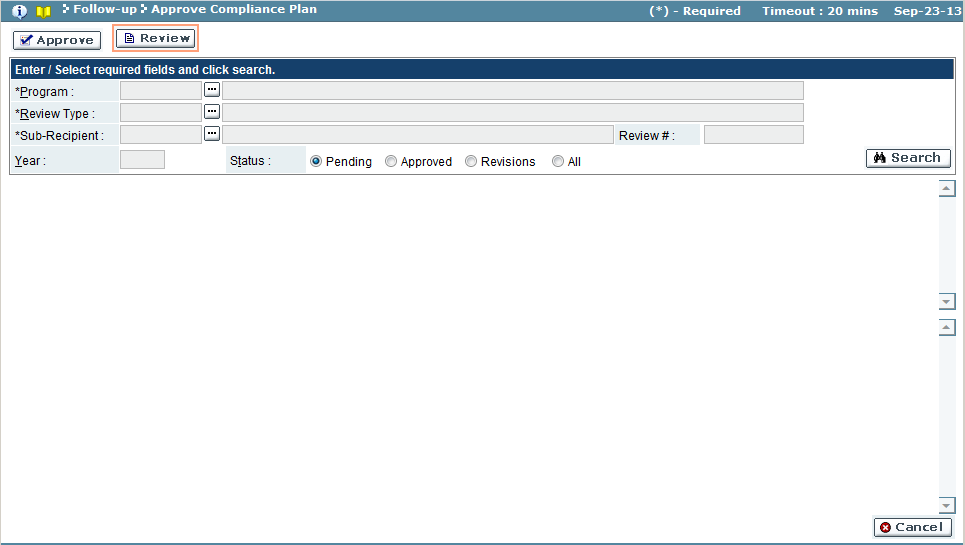 Follow-up Approve Compliance Plan (*) - Required Timeout : 20 mins Sep-23-13
Approve Review
Enter / Select required fields and click search.
*Program : ...
*Review Type : ...
*Sub-Recipient : ... Review # :
Year : Status : Pending Approved Revisions All Search
Cancel